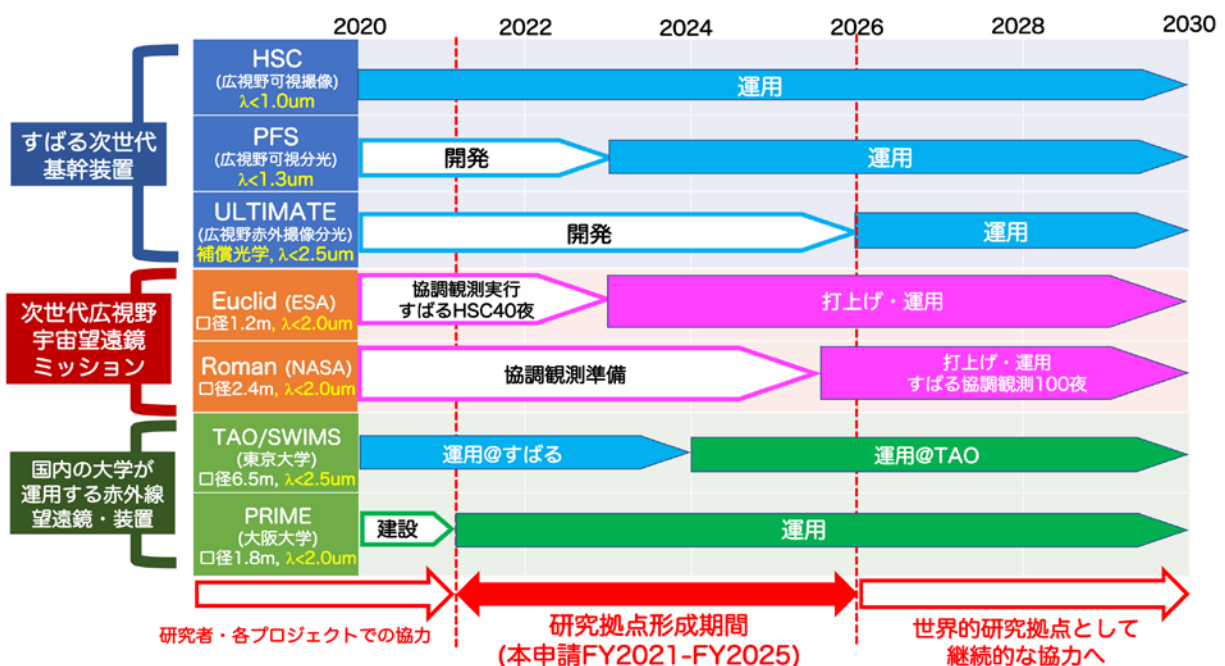 2020 2022 2024 2026 2028 2030
すばる次世代
基幹装置
HSC
(広視野可視撮像)
λ<1.0um
運用
PFS
(広視野可視分光)
λ<1.3um
開発
運用
ULTIMATE
(広視野赤外撮像分光)
補償光学, λ<2.5um
開発
運用
次世代広視野
宇宙望遠鏡
ミッション
Euclid (ESA)
口径1.2m, λ<2.0um
協調観測実行
すばるHSC40夜
打上げ・運用
Roman (NASA)
口径2.4m, λ<2.0um
協調観測準備
打上げ・運用
すばる協調観測100夜
国内の大学が
運用する赤外線
望遠鏡・装置
TAO/SWIMS
(東京大学)
口径6.5m, λ<2.5um
運用@すばる
運用@TAO
PRIME
(大阪大学)
口径1.8m, λ<2.0um
建設
運用
研究者・各プロジェクトでの協力
研究拠点形成期間
(本申請FY2021-FY2025)
世界的研究拠点として
継続的な協力へ